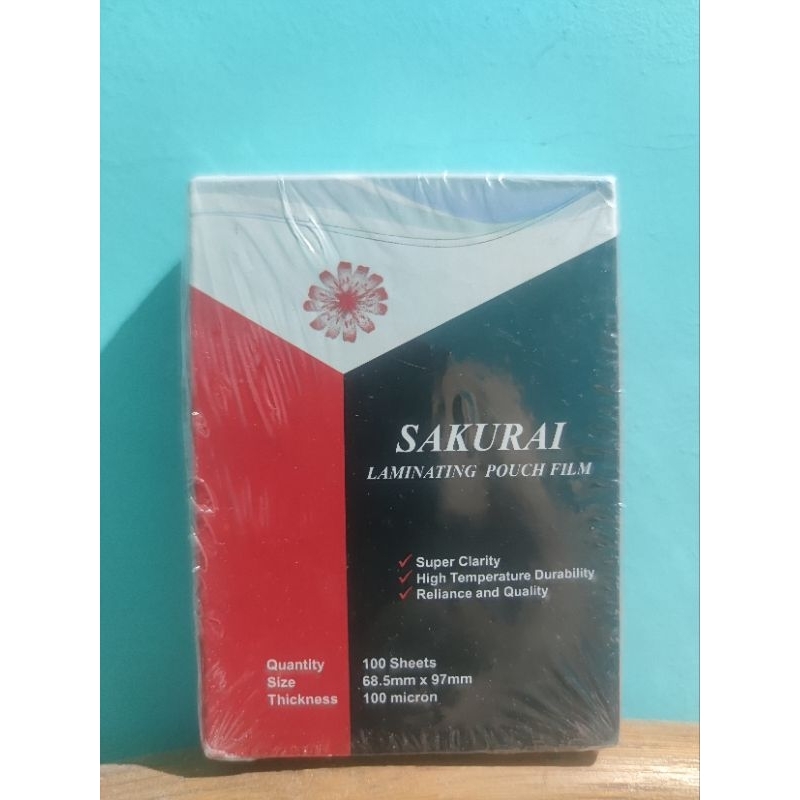 SAKURAI
LAMINATING POUCH FILM
Super Clarity
High Temperature Durability
Reliance and Quality
Quantity 100 Sheets
Size 68.5mm x 97mm
Thickness 100 micron